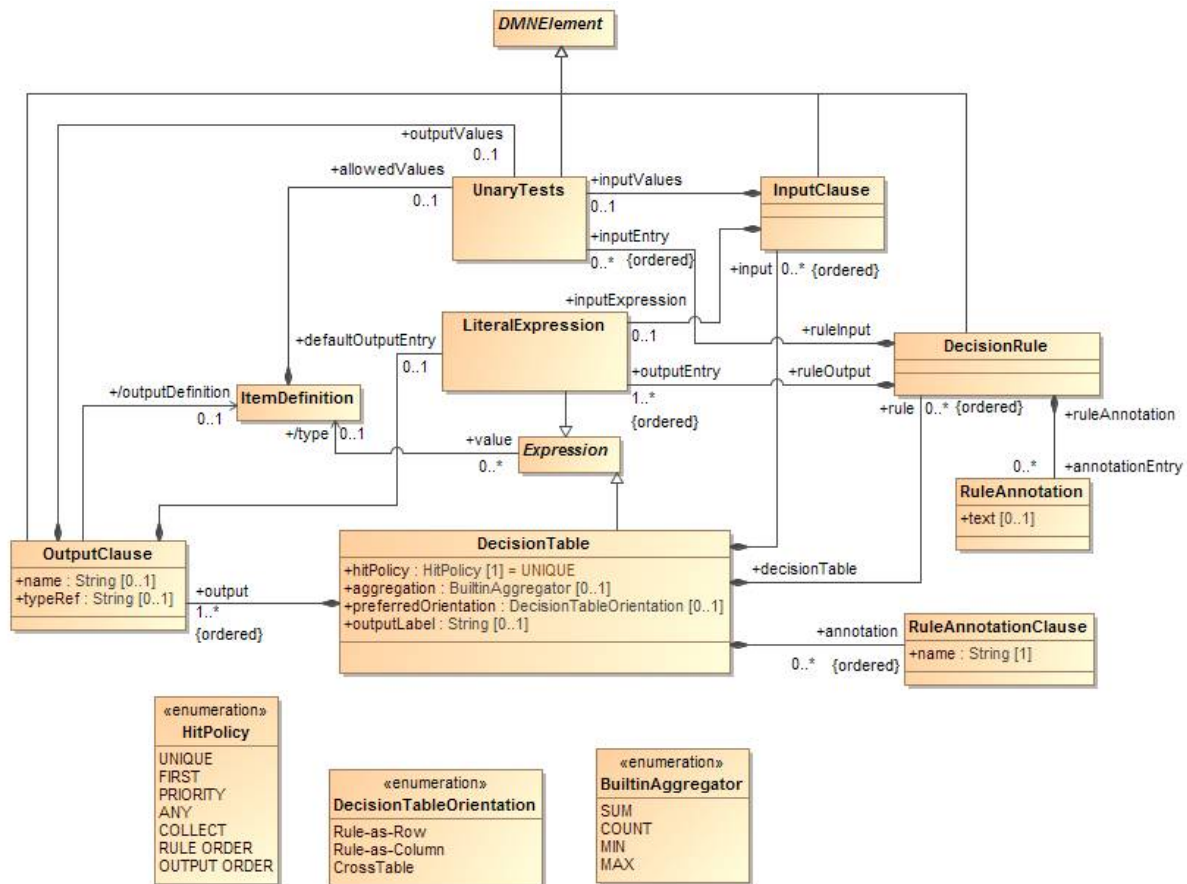 DMNElement
+outputValues
0..1
+allowedValues
0..1
UnaryTests
+inputValues
0..1
+inputEntry
0..*
{ordered}
InputClause
+input
0..*
{ordered}
+inputExpression
0..1
LiteralExpression
+defaultOutputEntry
0..1
+ruleInput
+outputEntry
1..*
{ordered}
+ruleOutput
DecisionRule
+rule
0..*
{ordered}
+ruleAnnotation
+/outputDefinition
0..1
ItemDefinition
+/type
0..1
+value
0..*
Expression
0..*
+annotationEntry
RuleAnnotation
+text [0..1]
OutputClause
+name : String [0..1]
+typeRef : String [0..1]
+output
1..*
{ordered}
DecisionTable
+hitPolicy : HitPolicy [1] = UNIQUE
+aggregation : BuiltinAggregator [0..1]
+preferredOrientation : DecisionTableOrientation [0..1]
+outputLabel : String [0..1]
+decisionTable
+annotation
0..*
{ordered}
RuleAnnotationClause
+name : String [1]
«enumeration»
HitPolicy
UNIQUE
FIRST
PRIORITY
ANY
COLLECT
RULE ORDER
OUTPUT ORDER
«enumeration»
DecisionTableOrientation
Rule-as-Row
Rule-as-Column
CrossTable
«enumeration»
BuiltinAggregator
SUM
COUNT
MIN
MAX